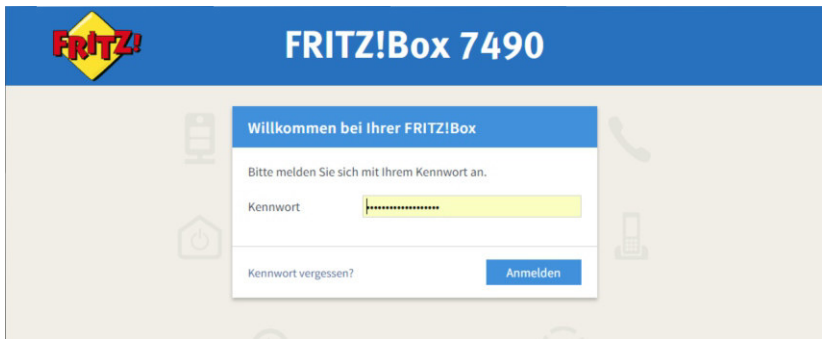 FRITZ!
FRITZ!Box 7490
Willkommen bei Ihrer FRITZ!Box
Bitte melden Sie sich mit Ihrem Kennwort an.
Kennwort
Kennwort vergessen?
Anmelden